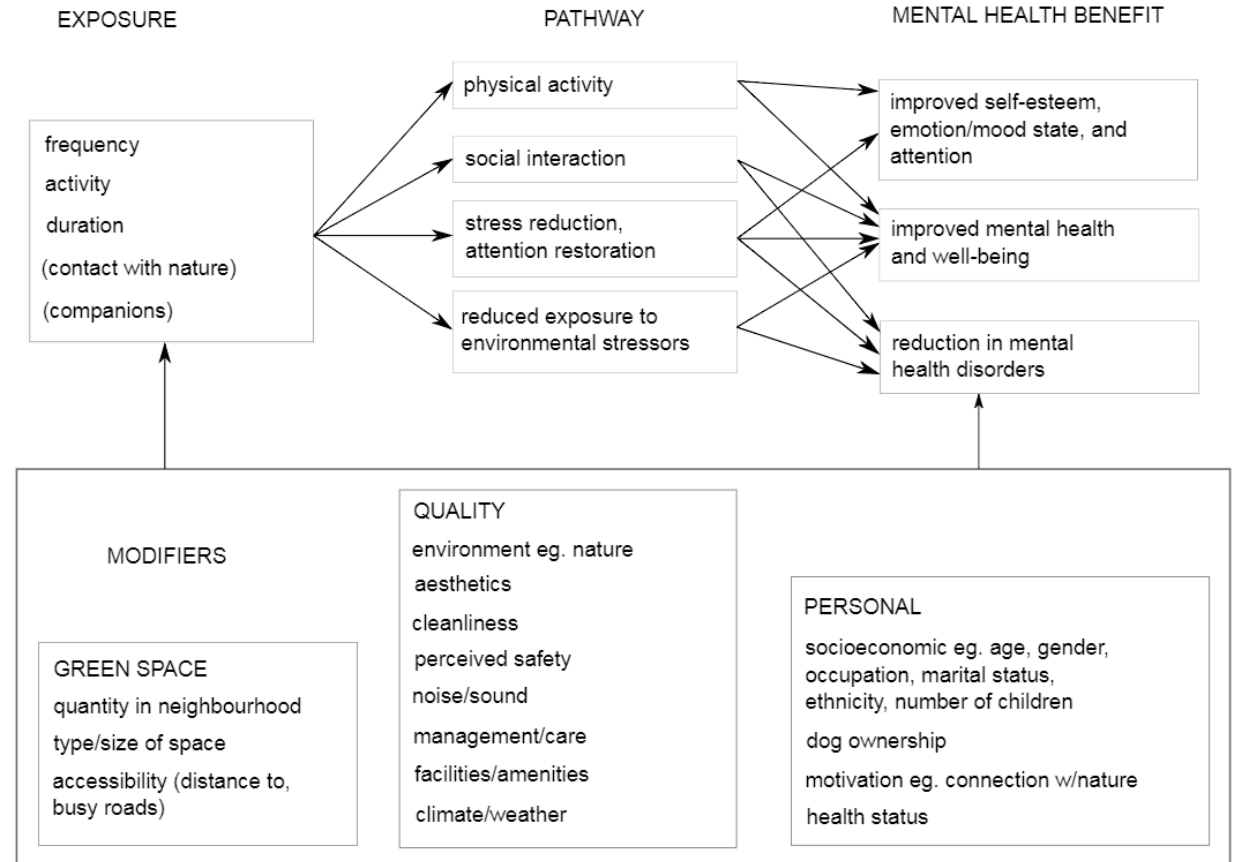 EXPOSURE
PATHWAY
MENTAL HEALTH BENEFIT
frequency
activity
duration
(contact with nature)
(companions)
physical activity
social interaction
stress reduction,
attention restoration
reduced exposure to
environmental stressors
improved self-esteem,
emotion/mood state, and
attention
improved mental health
and well-being
reduction in mental
health disorders
MODIFIERS
GREEN SPACE
quantity in neighbourhood
type/size of space
accessibility (distance to,
busy roads)
QUALITY
environment eg. nature
aesthetics
cleanliness
perceived safety
noise/sound
management/care
facilities/amenities
climate/weather
PERSONAL
socioeconomic eg. age, gender,
occupation, marital status,
ethnicity, number of children
dog ownership
motivation eg. connection w/nature
health status